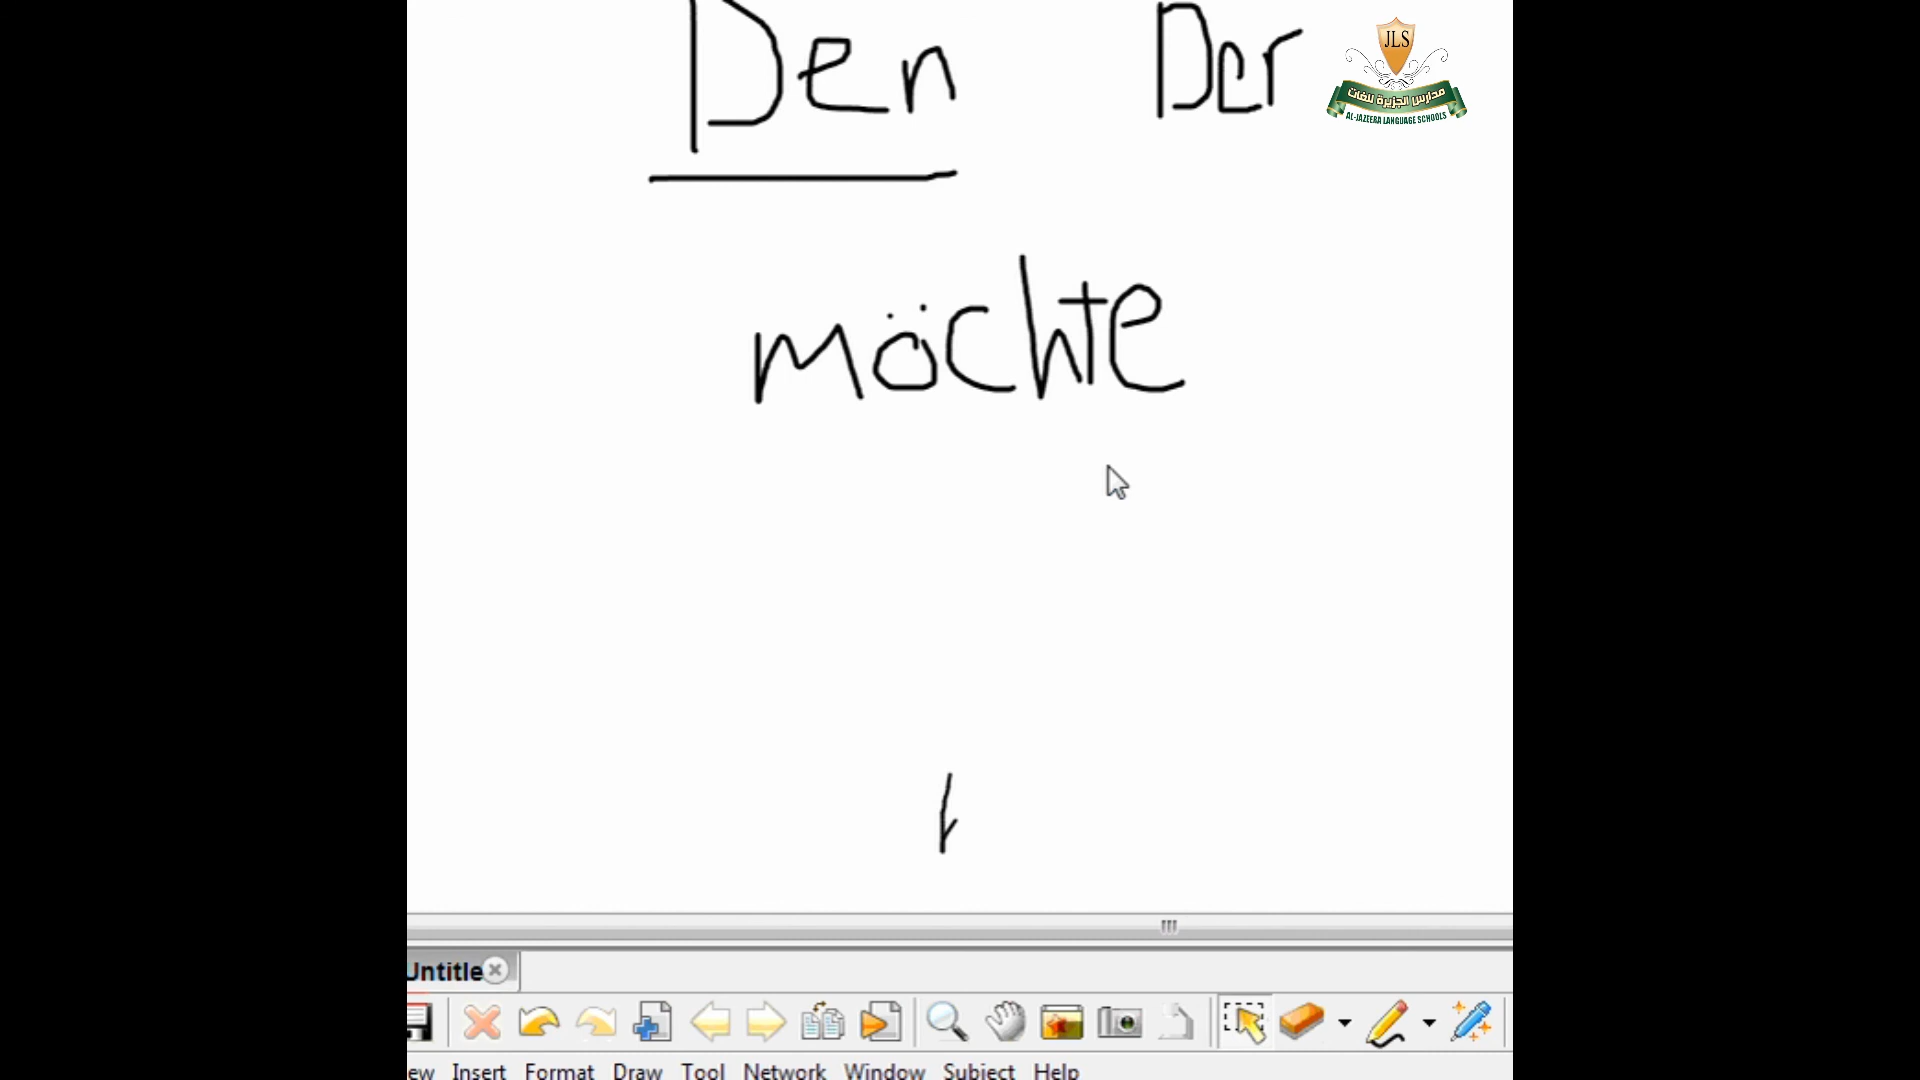 Den Der
JLS
مدارس الجزيرة للغات
AL-JAZEERA LANGUAGE SCHOOLS
möchte
Untitle
ew Insert Format Draw Tool Network Window Subject Help